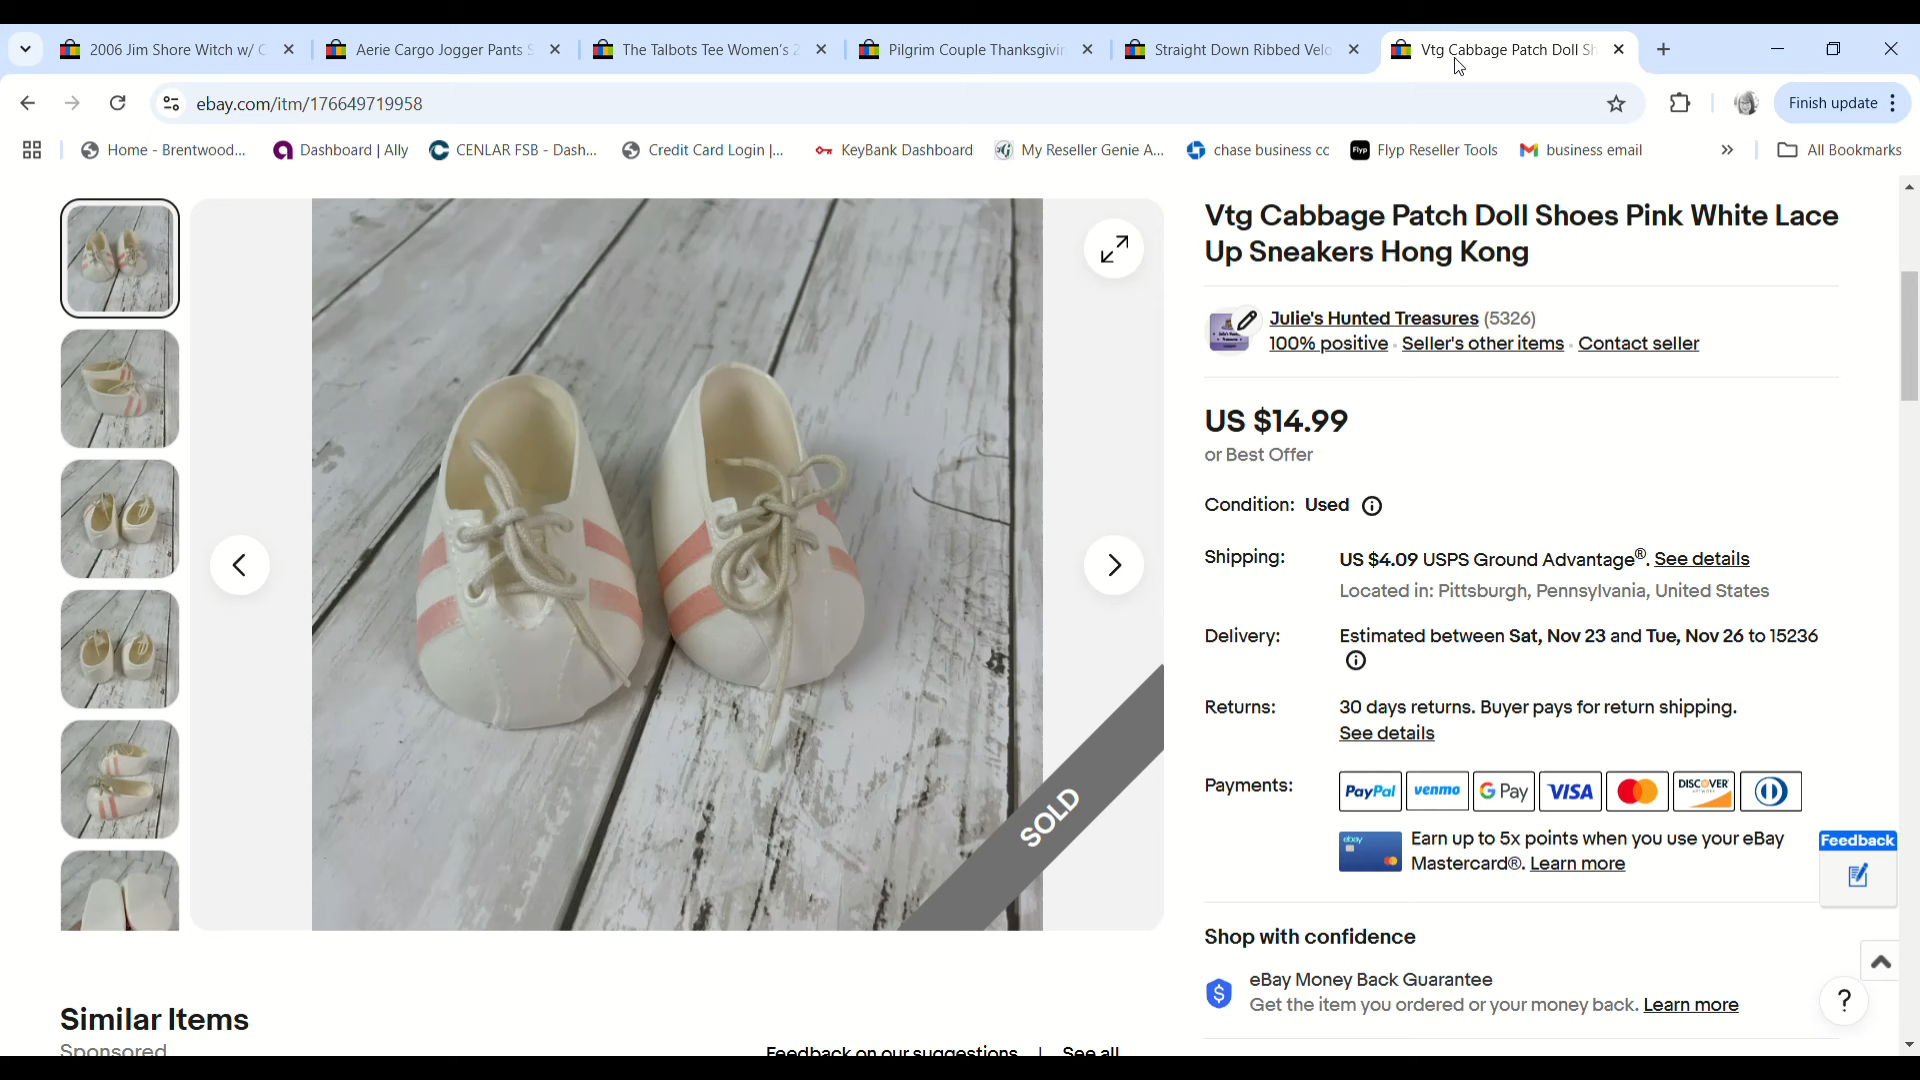 2006 Jim Shore Witch w/ C
Aerie Cargo Jogger Pants S
The Talbots Tee Women's 2
Pilgrim Couple Thanksgivin
Straight Down Ribbed Velo
Vtg Cabbage Patch Doll Sh
ebay.com/itm/176649719958
Finish update
Home - Brentwood...
Dashboard | Ally
CENLAR FSB - Dash...
Credit Card Login |...
KeyBank Dashboard
My Reseller Genie A...
chase business cc
Flyp
Flyp Reseller Tools
business email
All Bookmarks
Vtg Cabbage Patch Doll Shoes Pink White Lace
Up Sneakers Hong Kong
Julie's Hunted Treasures (5326)
100% positive · Seller's other items · Contact seller
US $14.99
or Best Offer
Condition: Used
Shipping: US $4.09 USPS Ground Advantage®. See details
Located in: Pittsburgh, Pennsylvania, United States
Delivery: Estimated between Sat, Nov 23 and Tue, Nov 26 to 15236
Returns: 30 days returns. Buyer pays for return shipping.
See details
Payments: PayPal venmo G Pay VISA DISCOVER
ebay
Earn up to 5x points when you use your eBay
Mastercard®. Learn more
Feedback
SOLD
Shop with confidence
eBay Money Back Guarantee
Get the item you ordered or your money back. Learn more
?
Similar Items
Sponsored
Feedback on our suggestions | See all